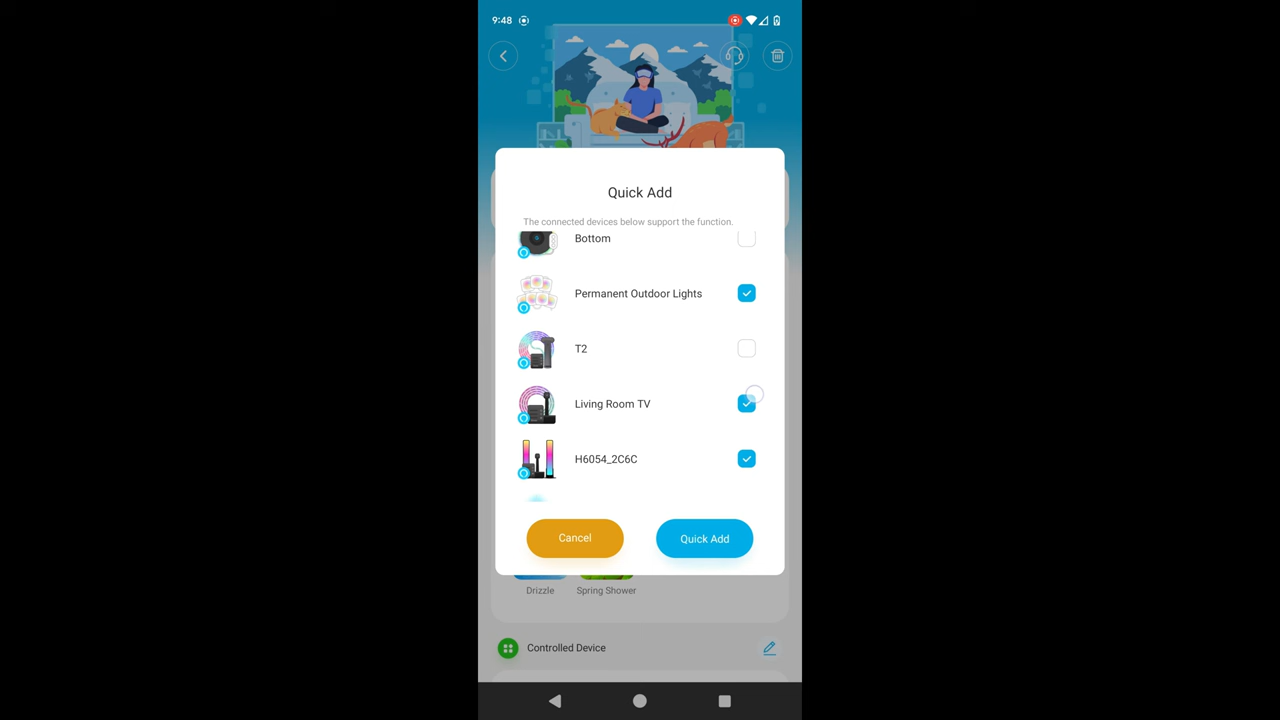 9:48
Quick Add
The connected devices below support the function.
Bottom
Permanent Outdoor Lights
T2
Living Room TV
H6054_2C6C
Cancel
Quick Add
Drizzle
Spring Shower
Controlled Device